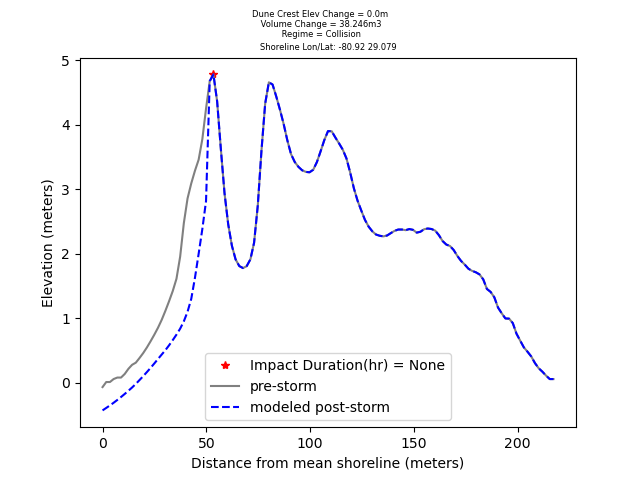 Dune Crest Elev Change = 0.0m
Volume Change = 38.246m3
Regime = Collision
Shoreline Lon/Lat: -80.92 29.079
5
4
3
2
1
0
Elevation (meters)
Impact Duration(hr) = None
pre-storm
modeled post-storm
0 50 100 150 200
Distance from mean shoreline (meters)